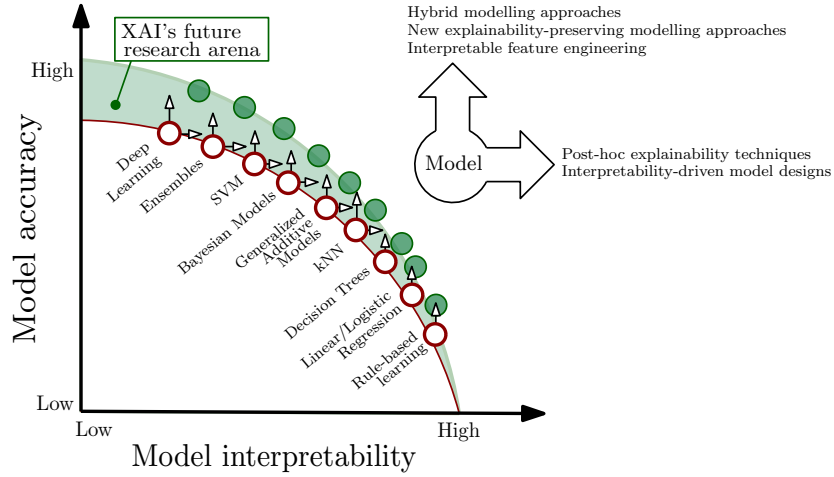 XAI's future
research arena
Hybrid modelling approaches
New explainability-preserving modelling approaches
Interpretable feature engineering
Model
Post-hoc explainability techniques
Interpretability-driven model designs
High
Model accuracy
Low
Deep
Learning
Ensembles
SVM
Bayesian Models
Generalized
Additive
Models
kNN
Decision Trees
Linear/Logistic
Regression
Rule-based
learning
Low
High
Model interpretability